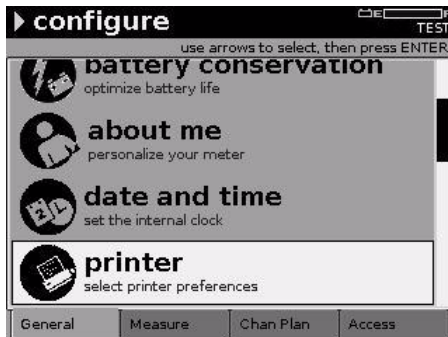 configure
E F
TEST
use arrows to select, then press ENTER
battery conservation
optimize battery life
about me
personalize your meter
date and time
set the internal clock
printer
select printer preferences
General Measure Chan Plan Access